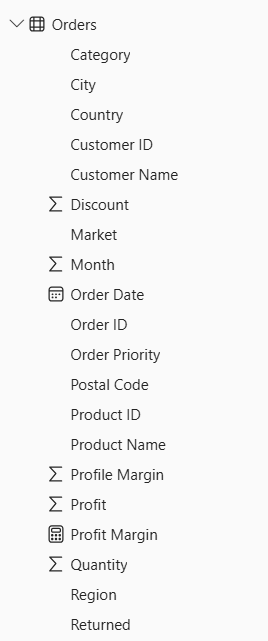 Orders
Category
City
Country
Customer ID
Customer Name
Discount
Market
Month
Order Date
Order ID
Order Priority
Postal Code
Product ID
Product Name
Profile Margin
Profit
Profit Margin
Quantity
Region
Returned